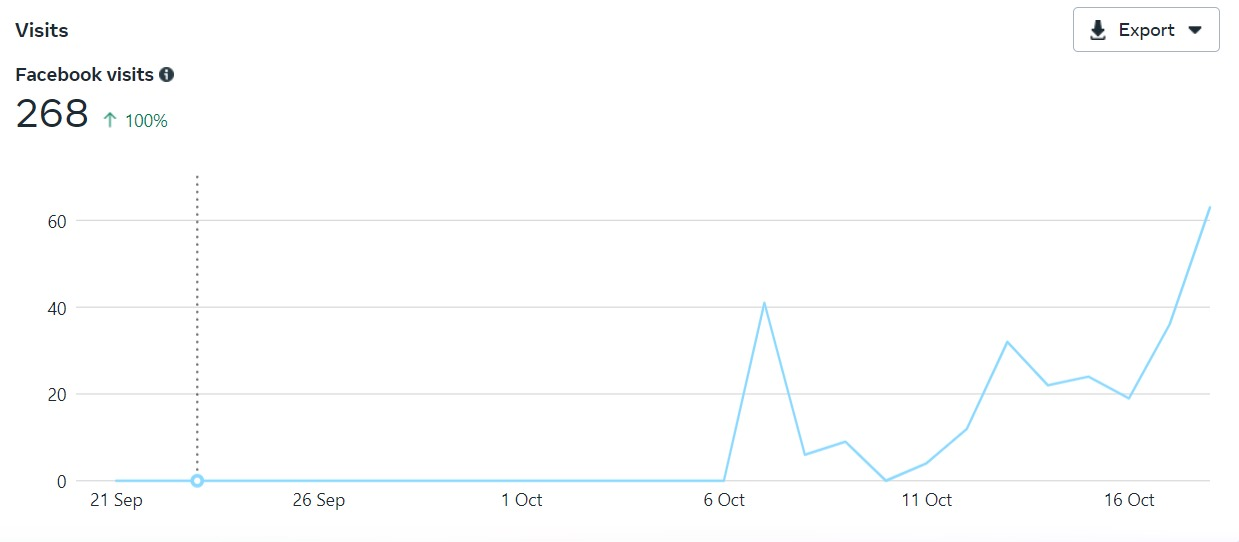 Visits
Export
Facebook visits
268 ↑ 100%
60
40
20
0
21 Sep 26 Sep 1 Oct 6 Oct 11 Oct 16 Oct